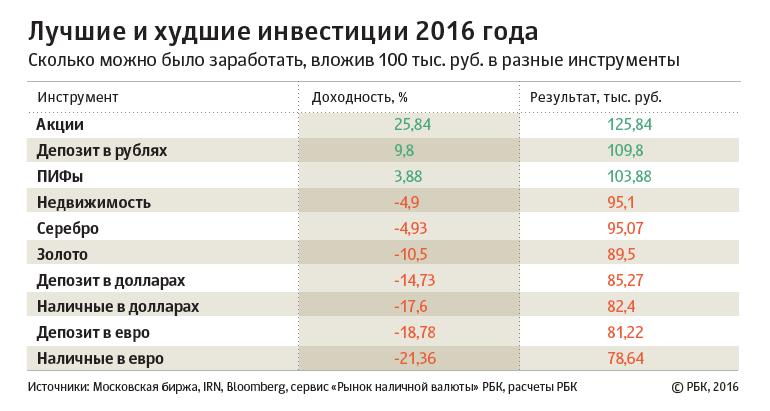 Лучшие и худшие инвестиции 2016 года
Сколько можно было заработать, вложив 100 тыс. руб. в разные инструменты
Инструмент Доходность, % Результат, тыс. руб.
Акции 25,84 125,84
Депозит в рублях 9,8 109,8
ПИФы 3,88 103,88
Недвижимость -4,9 95,1
Серебро -4,93 95,07
Золото -10,5 89,5
Депозит в долларах -14,73 85,27
Наличные в долларах -17,6 82,4
Депозит в евро -18,78 81,22
Наличные в евро -21,36 78,64
Источники: Московская биржа, IRN, Bloomberg, сервис «Рынок наличной валюты» РБК, расчеты РБК © РБК, 2016